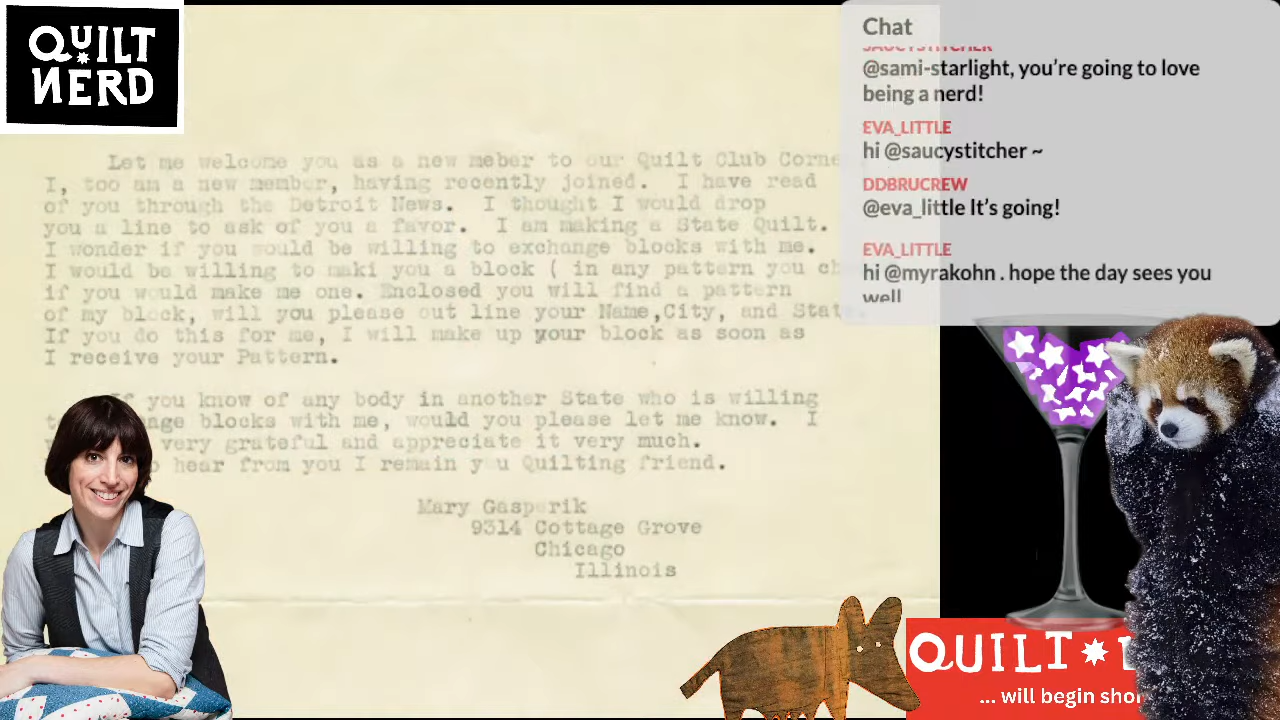 QUILT
NERD
Let me welcome you as a new meber to our Quilt Club Corne
I, too am a new member, having recently joined. I have read
of you through the Detroit News. I thought I would drop
you a line to ask of you a favor. I am making a State Quilt.
I wonder if you would be willing to exchange blocks with me.
I would be willing to maki you a block ( in any pattern you ch
if you would make me one. Enclosed you will find a pattern
of my block, will you please out line your Name,City, and Stat
If you do this for me, I will make up your block as soon as
I receive your Pattern.
If you know of any body in another State who is willing
nge blocks with me, would you please let me know. I
very grateful and appreciate it very much.
hear from you I remain y u Quilting friend.
Mary Gasperik
9314 Cottage Grove
Chicago
Illinois
Chat
SAUCYSTITCHER
@sami-starlight, you're going to love
being a nerd!
EVA_LITTLE
hi @saucystitcher ~
DDBRUCREW
@eva_little It's going!
EVA_LITTLE
hi @myrakohn . hope the day sees you
well
QUILT
... will begin shor